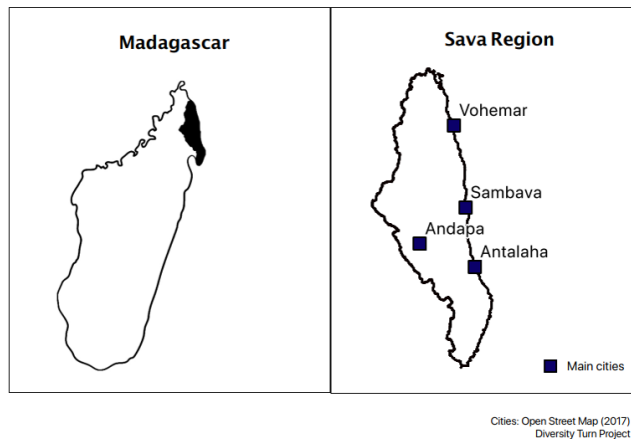 Madagascar
Sava Region
Vohemar
Sambava
Andapa
Antalaha
Main cities
Cities: Open Street Map (2017)
Diversity Turn Project